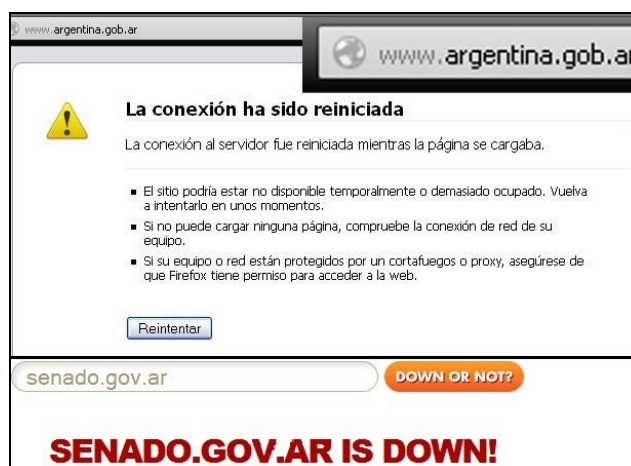 www.argentina.gob.ar
www.argentina.gob.ar
La conexión ha sido reiniciada
La conexión al servidor fue reiniciada mientras la página se cargaba.
El sitio podría estar no disponible temporalmente o demasiado ocupado. Vuelva
a intentarlo en unos momentos.
Si no puede cargar ninguna página, compruebe la conexión de red de su
equipo.
Si su equipo o red están protegidos por un cortafuegos o proxy, asegúrese de
que Firefox tiene permiso para acceder a la web.
Reintentar
senado.gov.ar
DOWN OR NOT?
SENADO.GOV.AR IS DOWN!